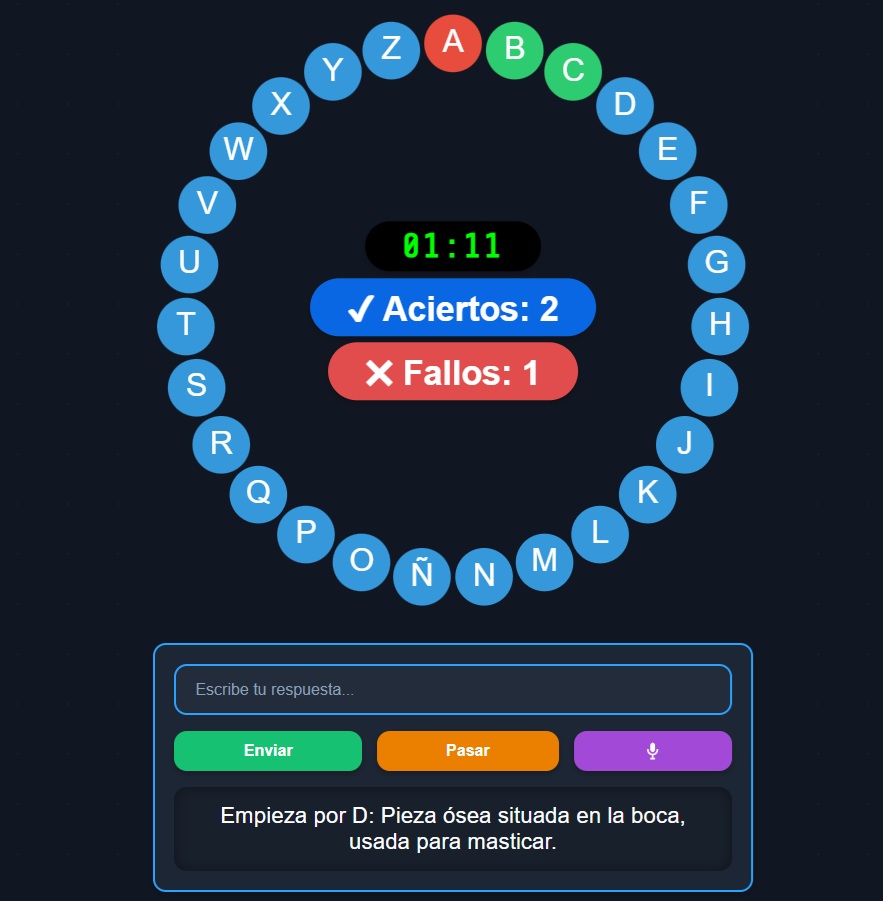 A
B
C
D
E
F
G
H
I
J
K
L
M
N
Ñ
O
P
Q
R
S
T
U
V
W
X
Y
Z
01:11
✔ Aciertos: 2
✖ Fallos: 1
Escribe tu respuesta...
Enviar
Pasar
Empieza por D: Pieza ósea situada en la boca,
usada para masticar.